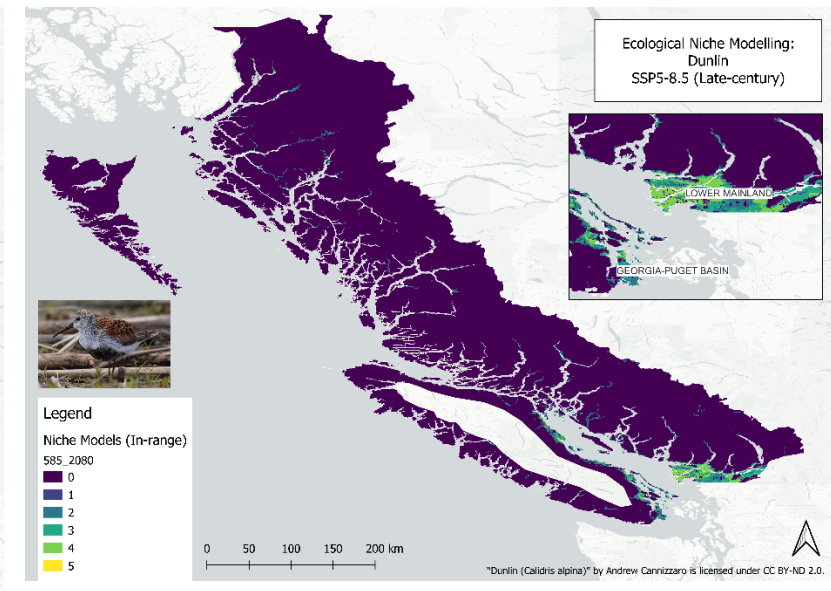 Ecological Niche Modelling:
Dunlin
SSP5-8.5 (Late-century)
LOWER MAINLAND
GEORGIA-PUGET BASIN
Legend
Niche Models (In-range)
585_2080
0
1
2
3
4
5
0 50 100 150 200 km
"Dunlin (Calidris alpina)" by Andrew Cannizzaro is licensed under CC BY-ND 2.0.